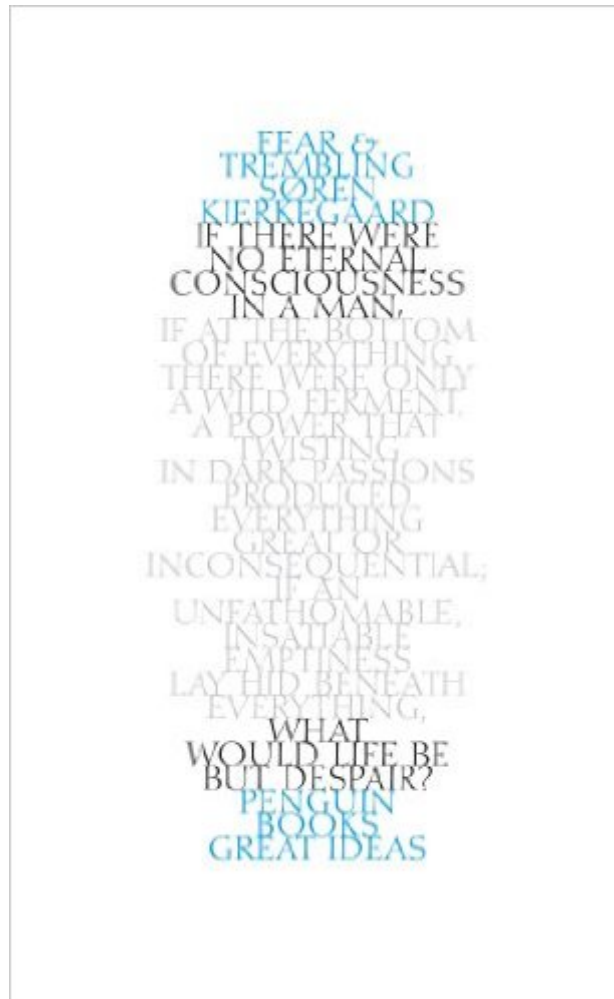 FEAR &
TREMBLING
SØREN
KIERKEGAARD
IF THERE WERE
NO ETERNAL
CONSCIOUSNESS
IN A MAN,
IF AT THE BOTTOM
OF EVERYTHING
THERE WERE ONLY
A WILD FERMENT,
A POWER THAT
TWISTING
IN DARK PASSIONS
PRODUCED
EVERYTHING
GREAT OR
INCONSEQUENTIAL;
IF AN
UNFATHOMABLE,
INSATIABLE
EMPTINESS
LAY HID BENEATH
EVERYTHING,
WHAT
WOULD LIFE BE
BUT DESPAIR?
PENGUIN
BOOKS
GREAT IDEAS